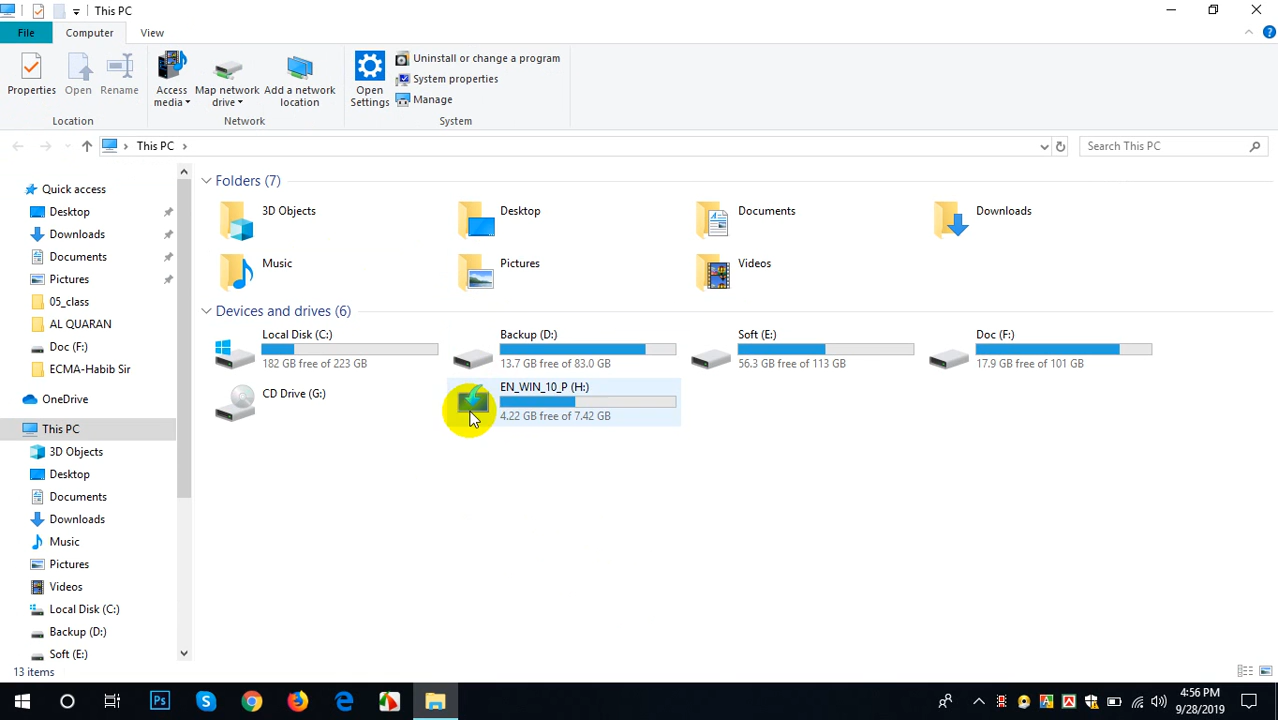 This PC
File Computer View
Properties Open Rename Access media Map network drive Add a network location Open Settings Uninstall or change a program System properties Manage
Location Network System
This PC Search This PC
Quick access
Desktop
Downloads
Documents
Pictures
05_class
AL QUARAN
Doc (F:)
ECMA-Habib Sir
OneDrive
This PC
3D Objects
Desktop
Documents
Downloads
Music
Pictures
Videos
Local Disk (C:)
Backup (D:)
Soft (E:)
Folders (7)
3D Objects Desktop Documents Downloads
Music Pictures Videos
Devices and drives (6)
Local Disk (C:) Backup (D:) Soft (E:) Doc (F:)
182 GB free of 223 GB 13.7 GB free of 83.0 GB 56.3 GB free of 113 GB 17.9 GB free of 101 GB
CD Drive (G:) EN_WIN_10_P (H:)
4.22 GB free of 7.42 GB
13 items
Ps
4:56 PM
9/28/2019